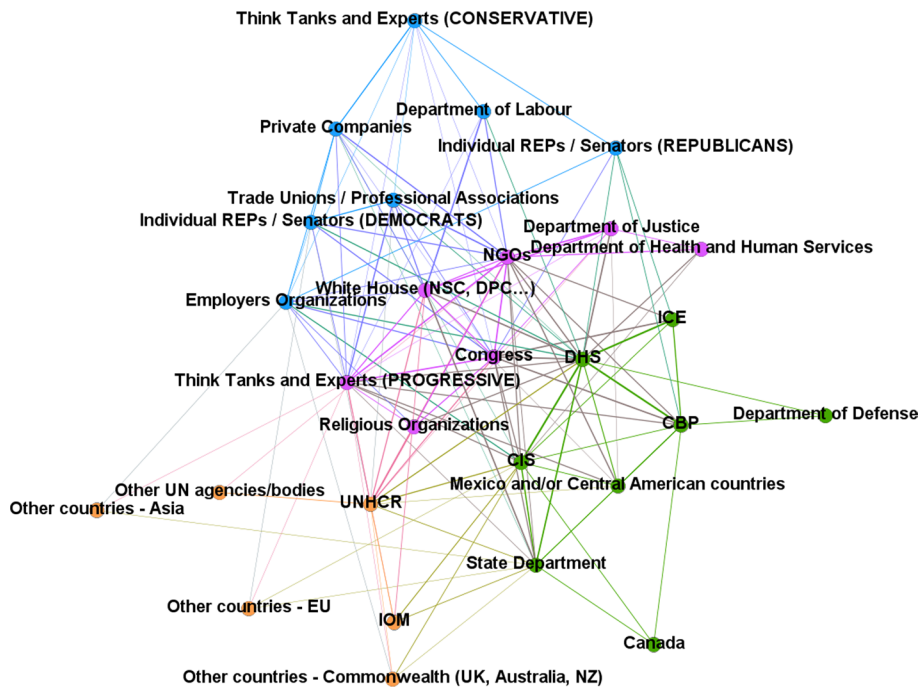 Think Tanks and Experts (CONSERVATIVE)
Department of Labour
Private Companies
Individual REPs / Senators (REPUBLICANS)
Trade Unions / Professional Associations
Individual REPs / Senators (DEMOCRATS)
Department of Justice
Department of Health and Human Services
NGOs
White House (NSC, DPC...)
Employers Organizations
ICE
Congress
DHS
Think Tanks and Experts (PROGRESSIVE)
Department of Defense
Religious Organizations
CBP
CIS
Mexico and/or Central American countries
Other UN agencies/bodies
UNHCR
Other countries - Asia
State Department
Other countries - EU
IOM
Canada
Other countries - Commonwealth (UK, Australia, NZ)